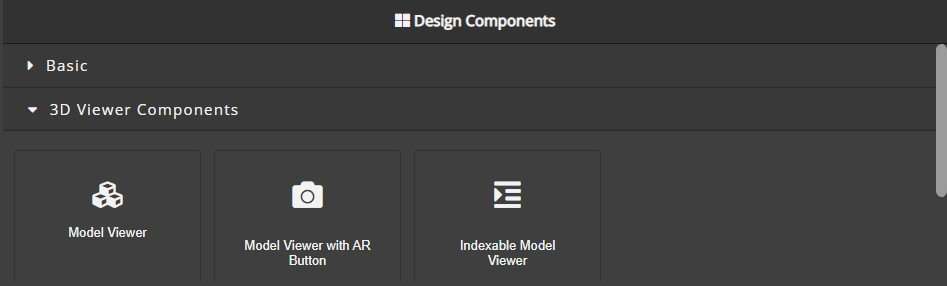 Design Components
Basic
3D Viewer Components
Model Viewer
Model Viewer with AR
Button
Indexable Model
Viewer